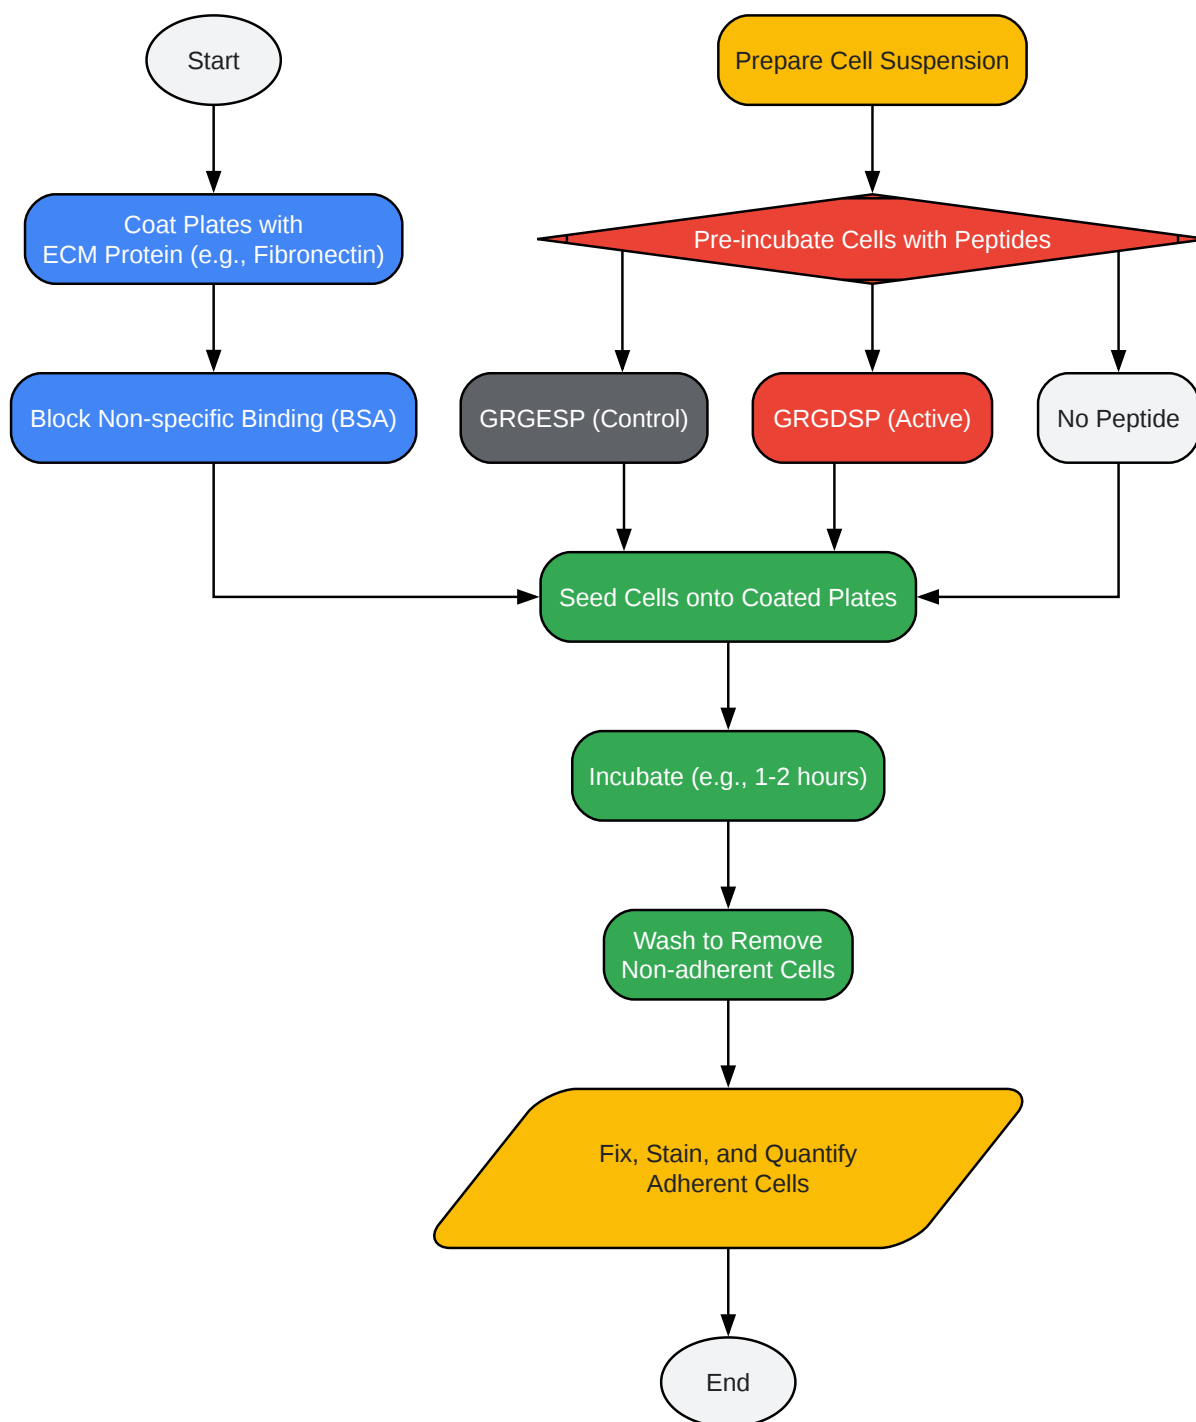 Start
Prepare Cell Suspension
Coat Plates with
ECM Protein (e.g., Fibronectin)
Pre-incubate Cells with Peptides
Block Non-specific Binding (BSA)
GRGESP (Control)
GRGDSP (Active)
No Peptide
Seed Cells onto Coated Plates
Incubate (e.g., 1-2 hours)
Wash to Remove
Non-adherent Cells
Fix, Stain, and Quantify
Adherent Cells
End